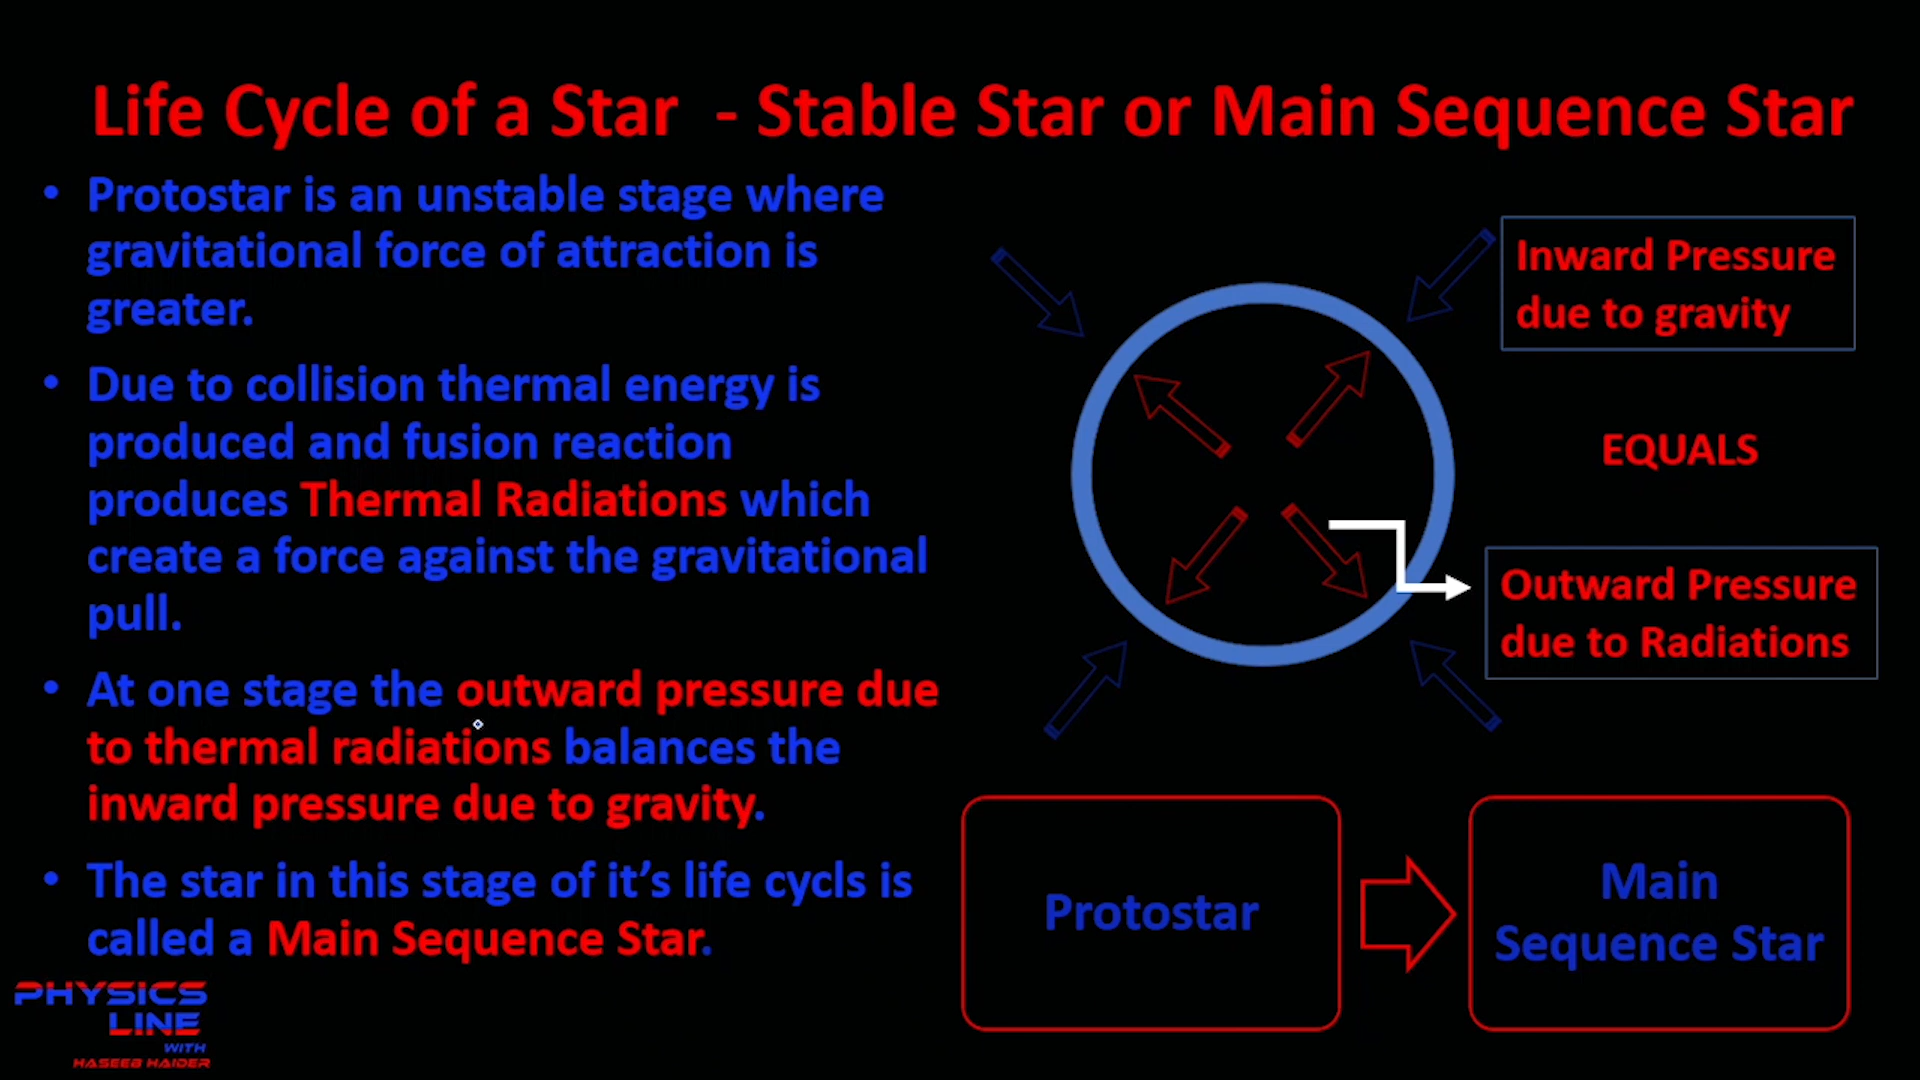 Life Cycle of a Star - Stable Star or Main Sequence Star
• Protostar is an unstable stage where
gravitational force of attraction is
greater.
• Due to collision thermal energy is
produced and fusion reaction
produces Thermal Radiations which
create a force against the gravitational
pull.
• At one stage the outward pressure due
to thermal radiations balances the
inward pressure due to gravity.
• The star in this stage of it's life cycls is
called a Main Sequence Star.
Inward Pressure
due to gravity
EQUALS
Outward Pressure
due to Radiations
Protostar
Main
Sequence Star
PHYSICS
LINE
WITH
HASEEB HAIDER